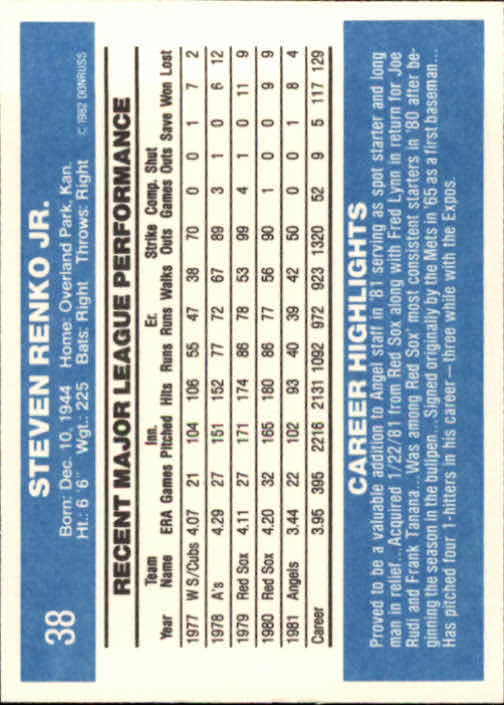 38
STEVEN RENKO JR.
Born: Dec. 10, 1944 Home: Overland Park, Kan.
Ht.: 6 '6" Wgt.: 225 Bats: Right Throws: Right
© 1982 DONRUSS
RECENT MAJOR LEAGUE PERFORMANCE
Team Inn. Er. Strike Comp. Shut
Year Name ERA Games Pitched Hits Runs Runs Walks Outs Games Outs Save Won Lost
1977 W S/Cubs 4.07 21 104 106 55 47 38 70 0 0 1 7 2
1978 A's 4.29 27 151 152 77 72 67 89 3 1 0 6 12
1979 Red Sox 4.11 27 171 174 86 78 53 99 4 1 0 11 9
1980 Red Sox 4.20 32 165 180 86 77 56 90 1 0 0 9 9
1981 Angels 3.44 22 102 93 40 39 42 50 0 0 1 8 4
Career 3.95 395 2216 2131 1092 972 923 1320 52 9 5 117 129
CAREER HIGHLIGHTS
Proved to be a valuable addition to Angel staff in '81 serving as spot starter and long
man in relief...Acquired 1/22/81 from Red Sox along with Fred Lynn in return for Joe
Rudi and Frank Tanana...Was among Red Sox' most consistent starters in '80 after be-
ginning the season in the bullpen...Signed originally by the Mets in '65 as a first baseman...
Has pitched four 1-hitters in his career—three while with the Expos.